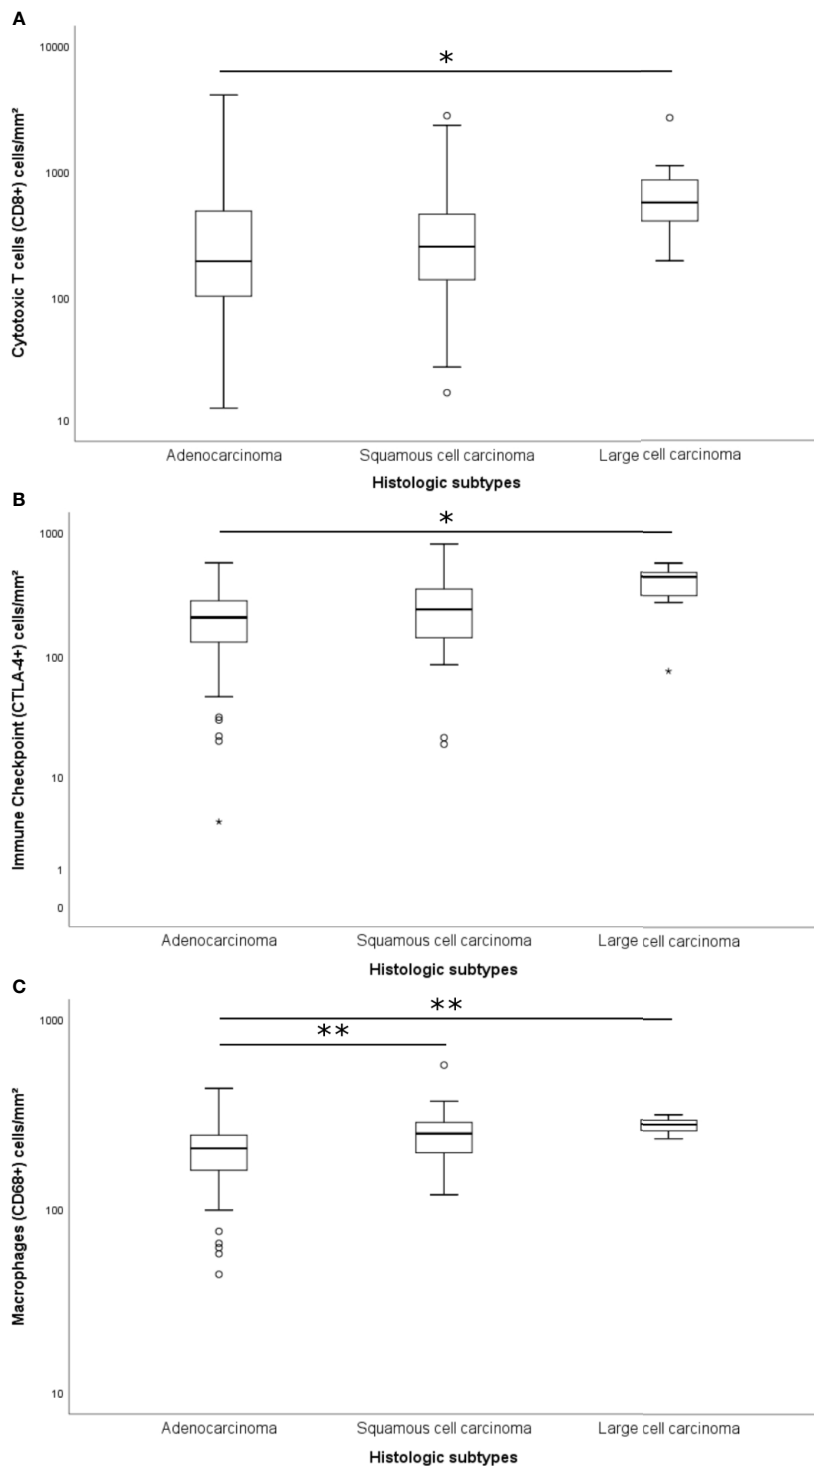 A
Cytotoxic T cells (CD8+) cells/mm²
10000
1000
100
10
*
Adenocarcinoma
Squamous cell carcinoma
Large cell carcinoma
Histologic subtypes
B
Immune Checkpoint (CTLA-4+) cells/mm²
1000
100
10
1
0
*
*
*
Adenocarcinoma
Squamous cell carcinoma
Large cell carcinoma
Histologic subtypes
C
Macrophages (CD68+) cells/mm²
1000
100
10
**
**
Adenocarcinoma
Squamous cell carcinoma
Large cell carcinoma
Histologic subtypes